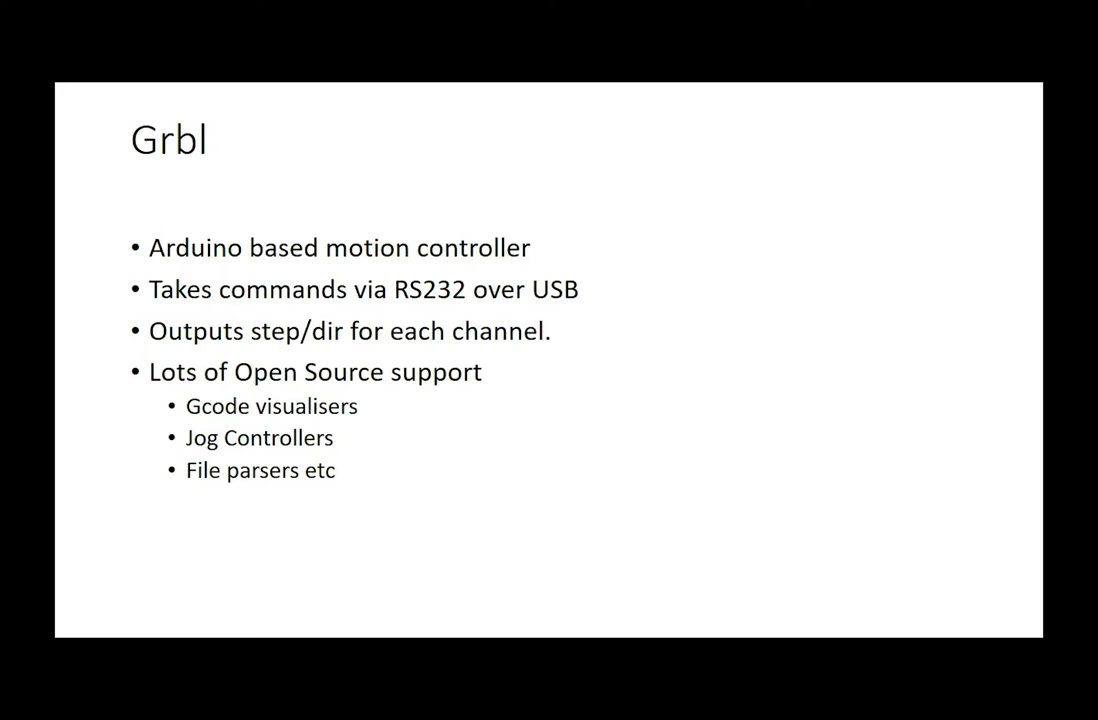 Grbl
• Arduino based motion controller
• Takes commands via RS232 over USB
• Outputs step/dir for each channel.
• Lots of Open Source support
• Gcode visualisers
• Jog Controllers
• File parsers etc